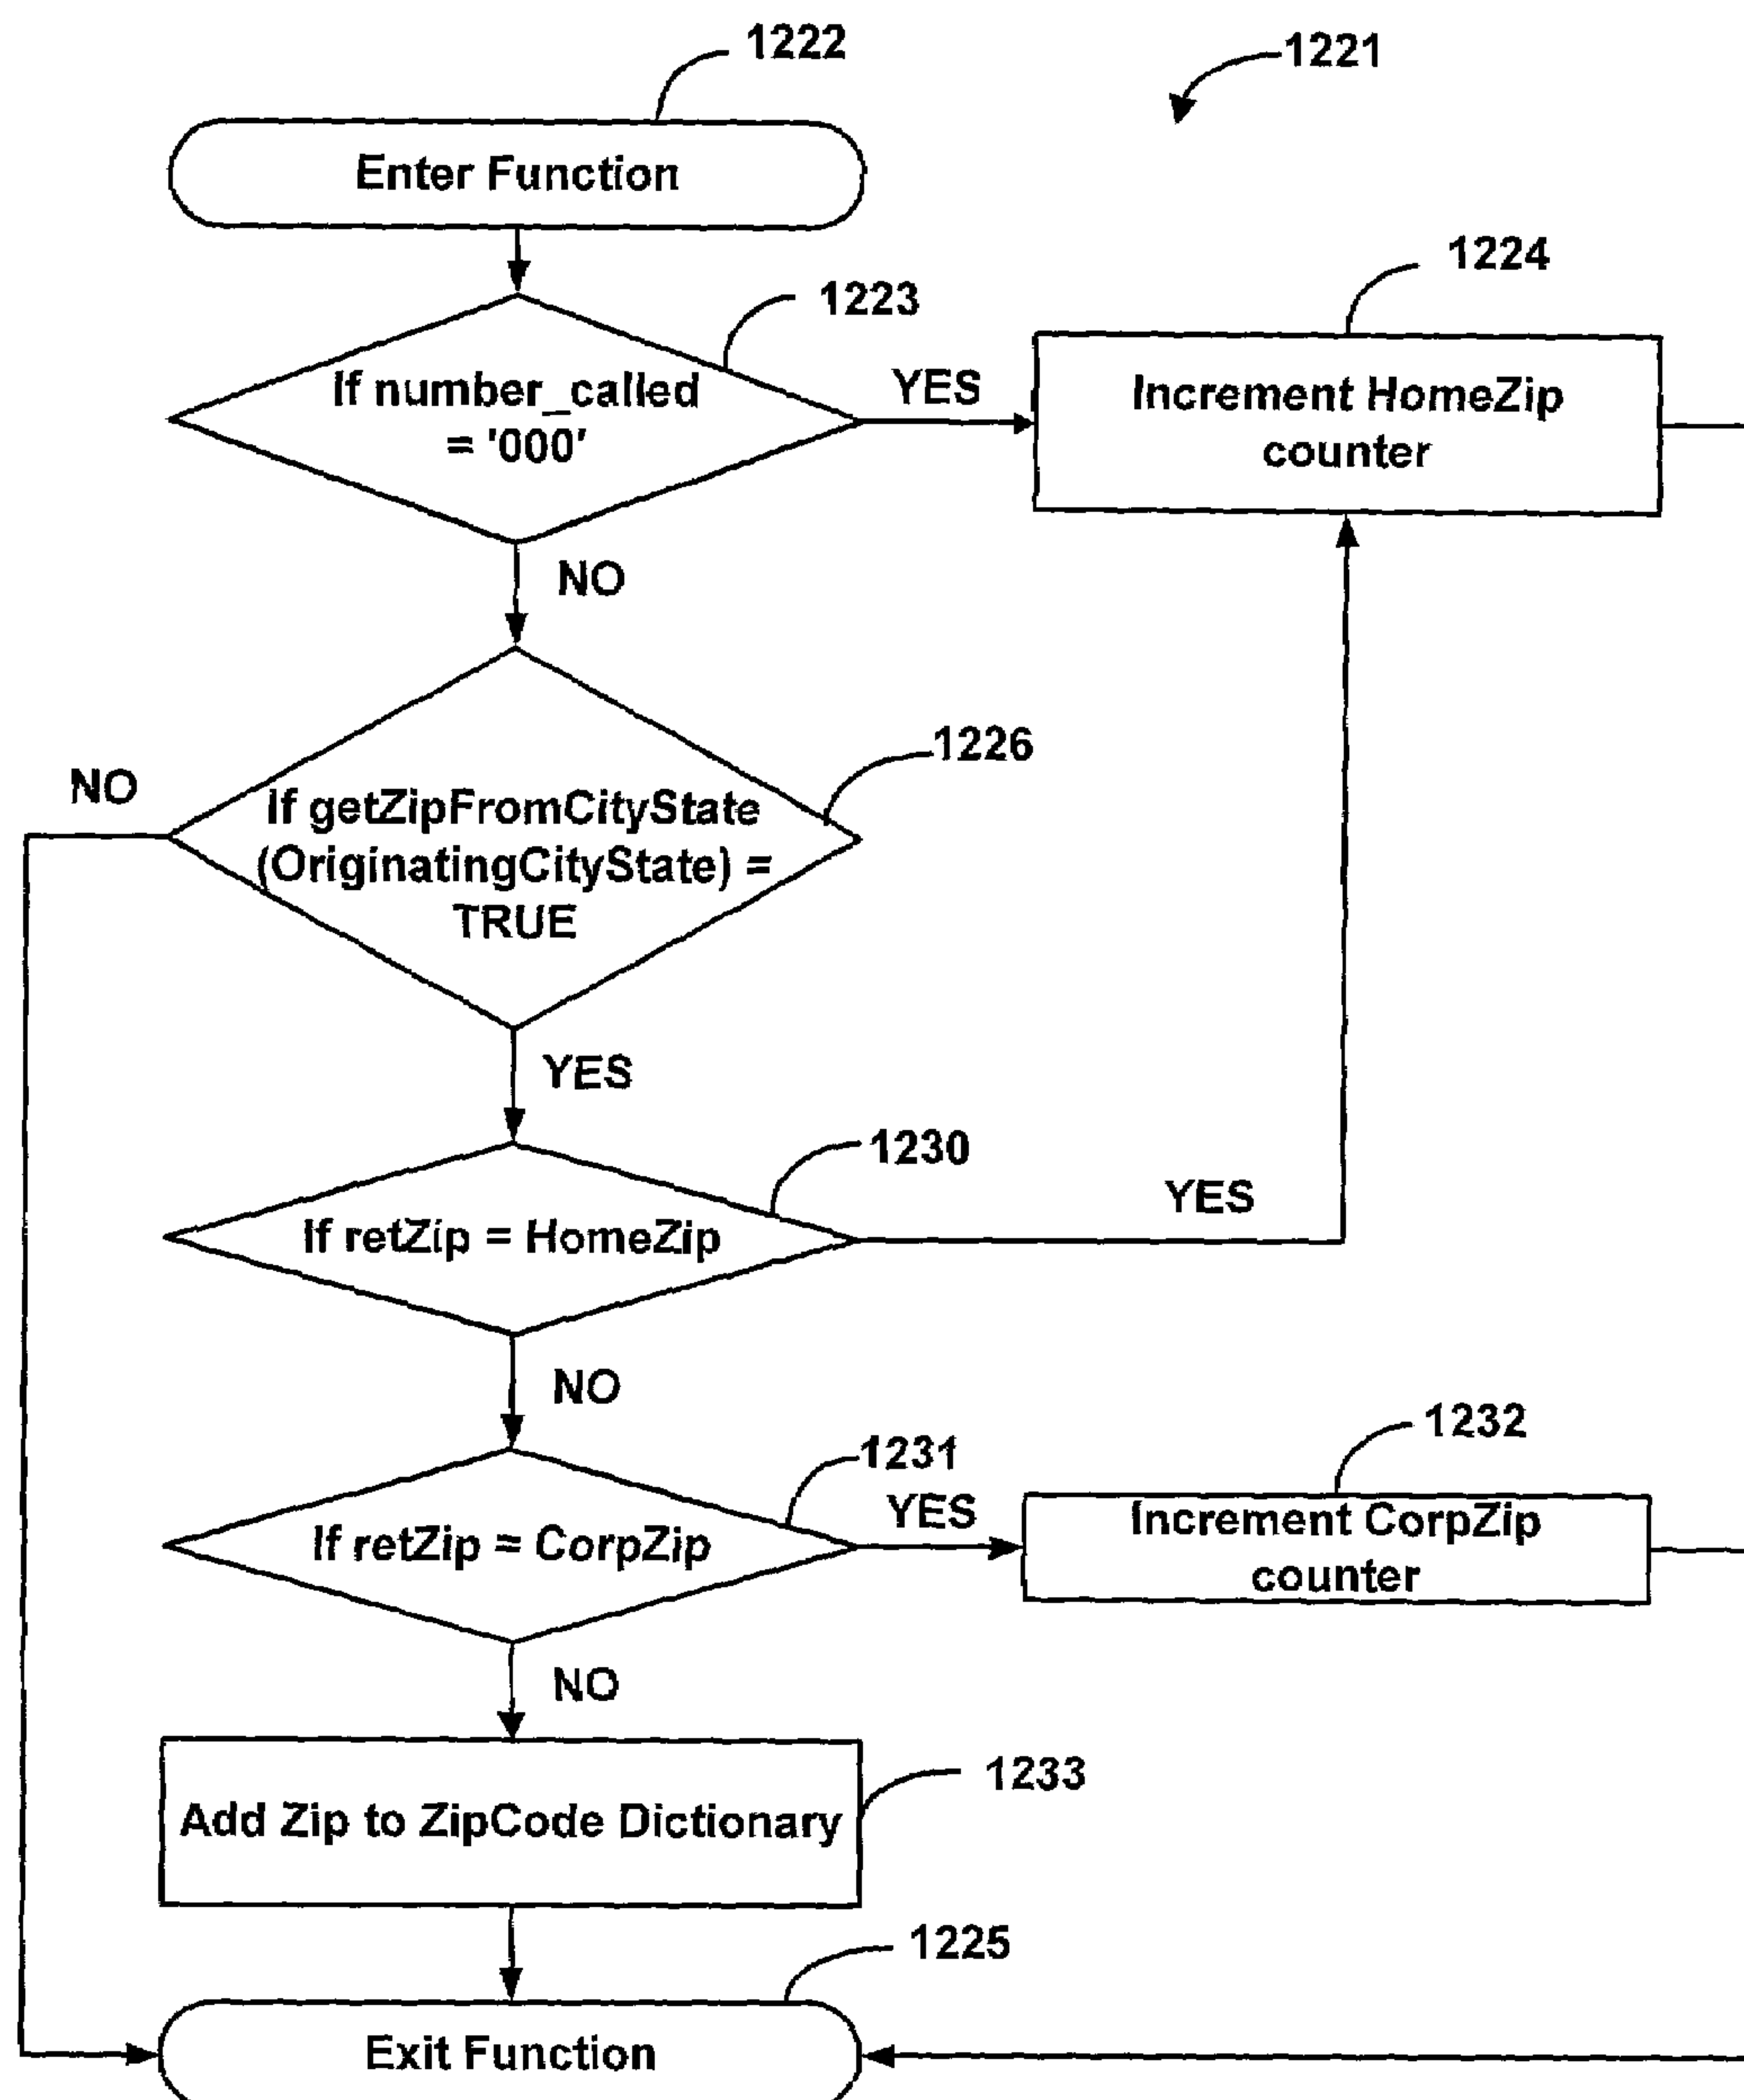 1222
1221
Enter Function
1223
1224
If number_called
= '000'
YES
Increment HomeZip
counter
NO
1226
NO
If getZipFromCityState
(OriginatingCityState) =
TRUE
YES
1230
If retZip = HomeZip
YES
NO
1231
1232
If retZip = CorpZip
YES
Increment CorpZip
counter
NO
1233
Add Zip to ZipCode Dictionary
1225
Exit Function